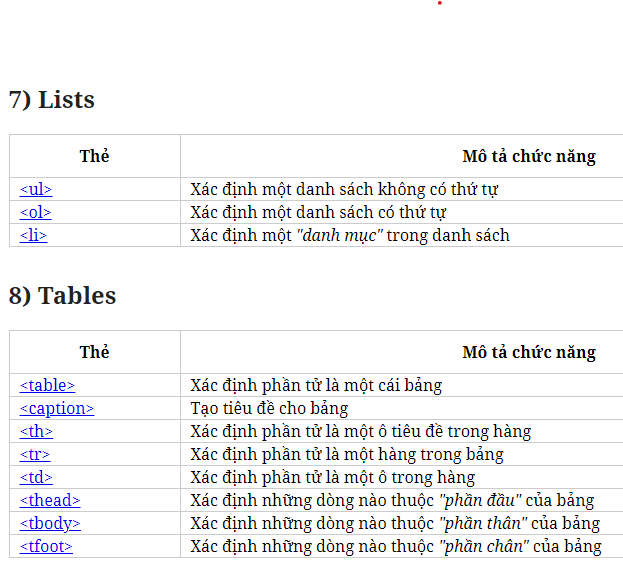 7) Lists
Thẻ Mô tả chức năng
<ul> Xác định một danh sách không có thứ tự
<ol> Xác định một danh sách có thứ tự
<li> Xác định một "danh mục" trong danh sách
8) Tables
Thẻ Mô tả chức năng
<table> Xác định phần tử là một cái bảng
<caption> Tạo tiêu đề cho bảng
<th> Xác định phần tử là một ô tiêu đề trong hàng
<tr> Xác định phần tử là một hàng trong bảng
<td> Xác định phần tử là một ô trong hàng
<thead> Xác định những dòng nào thuộc "phần đầu" của bảng
<tbody> Xác định những dòng nào thuộc "phần thân" của bảng
<tfoot> Xác định những dòng nào thuộc "phần chân" của bảng